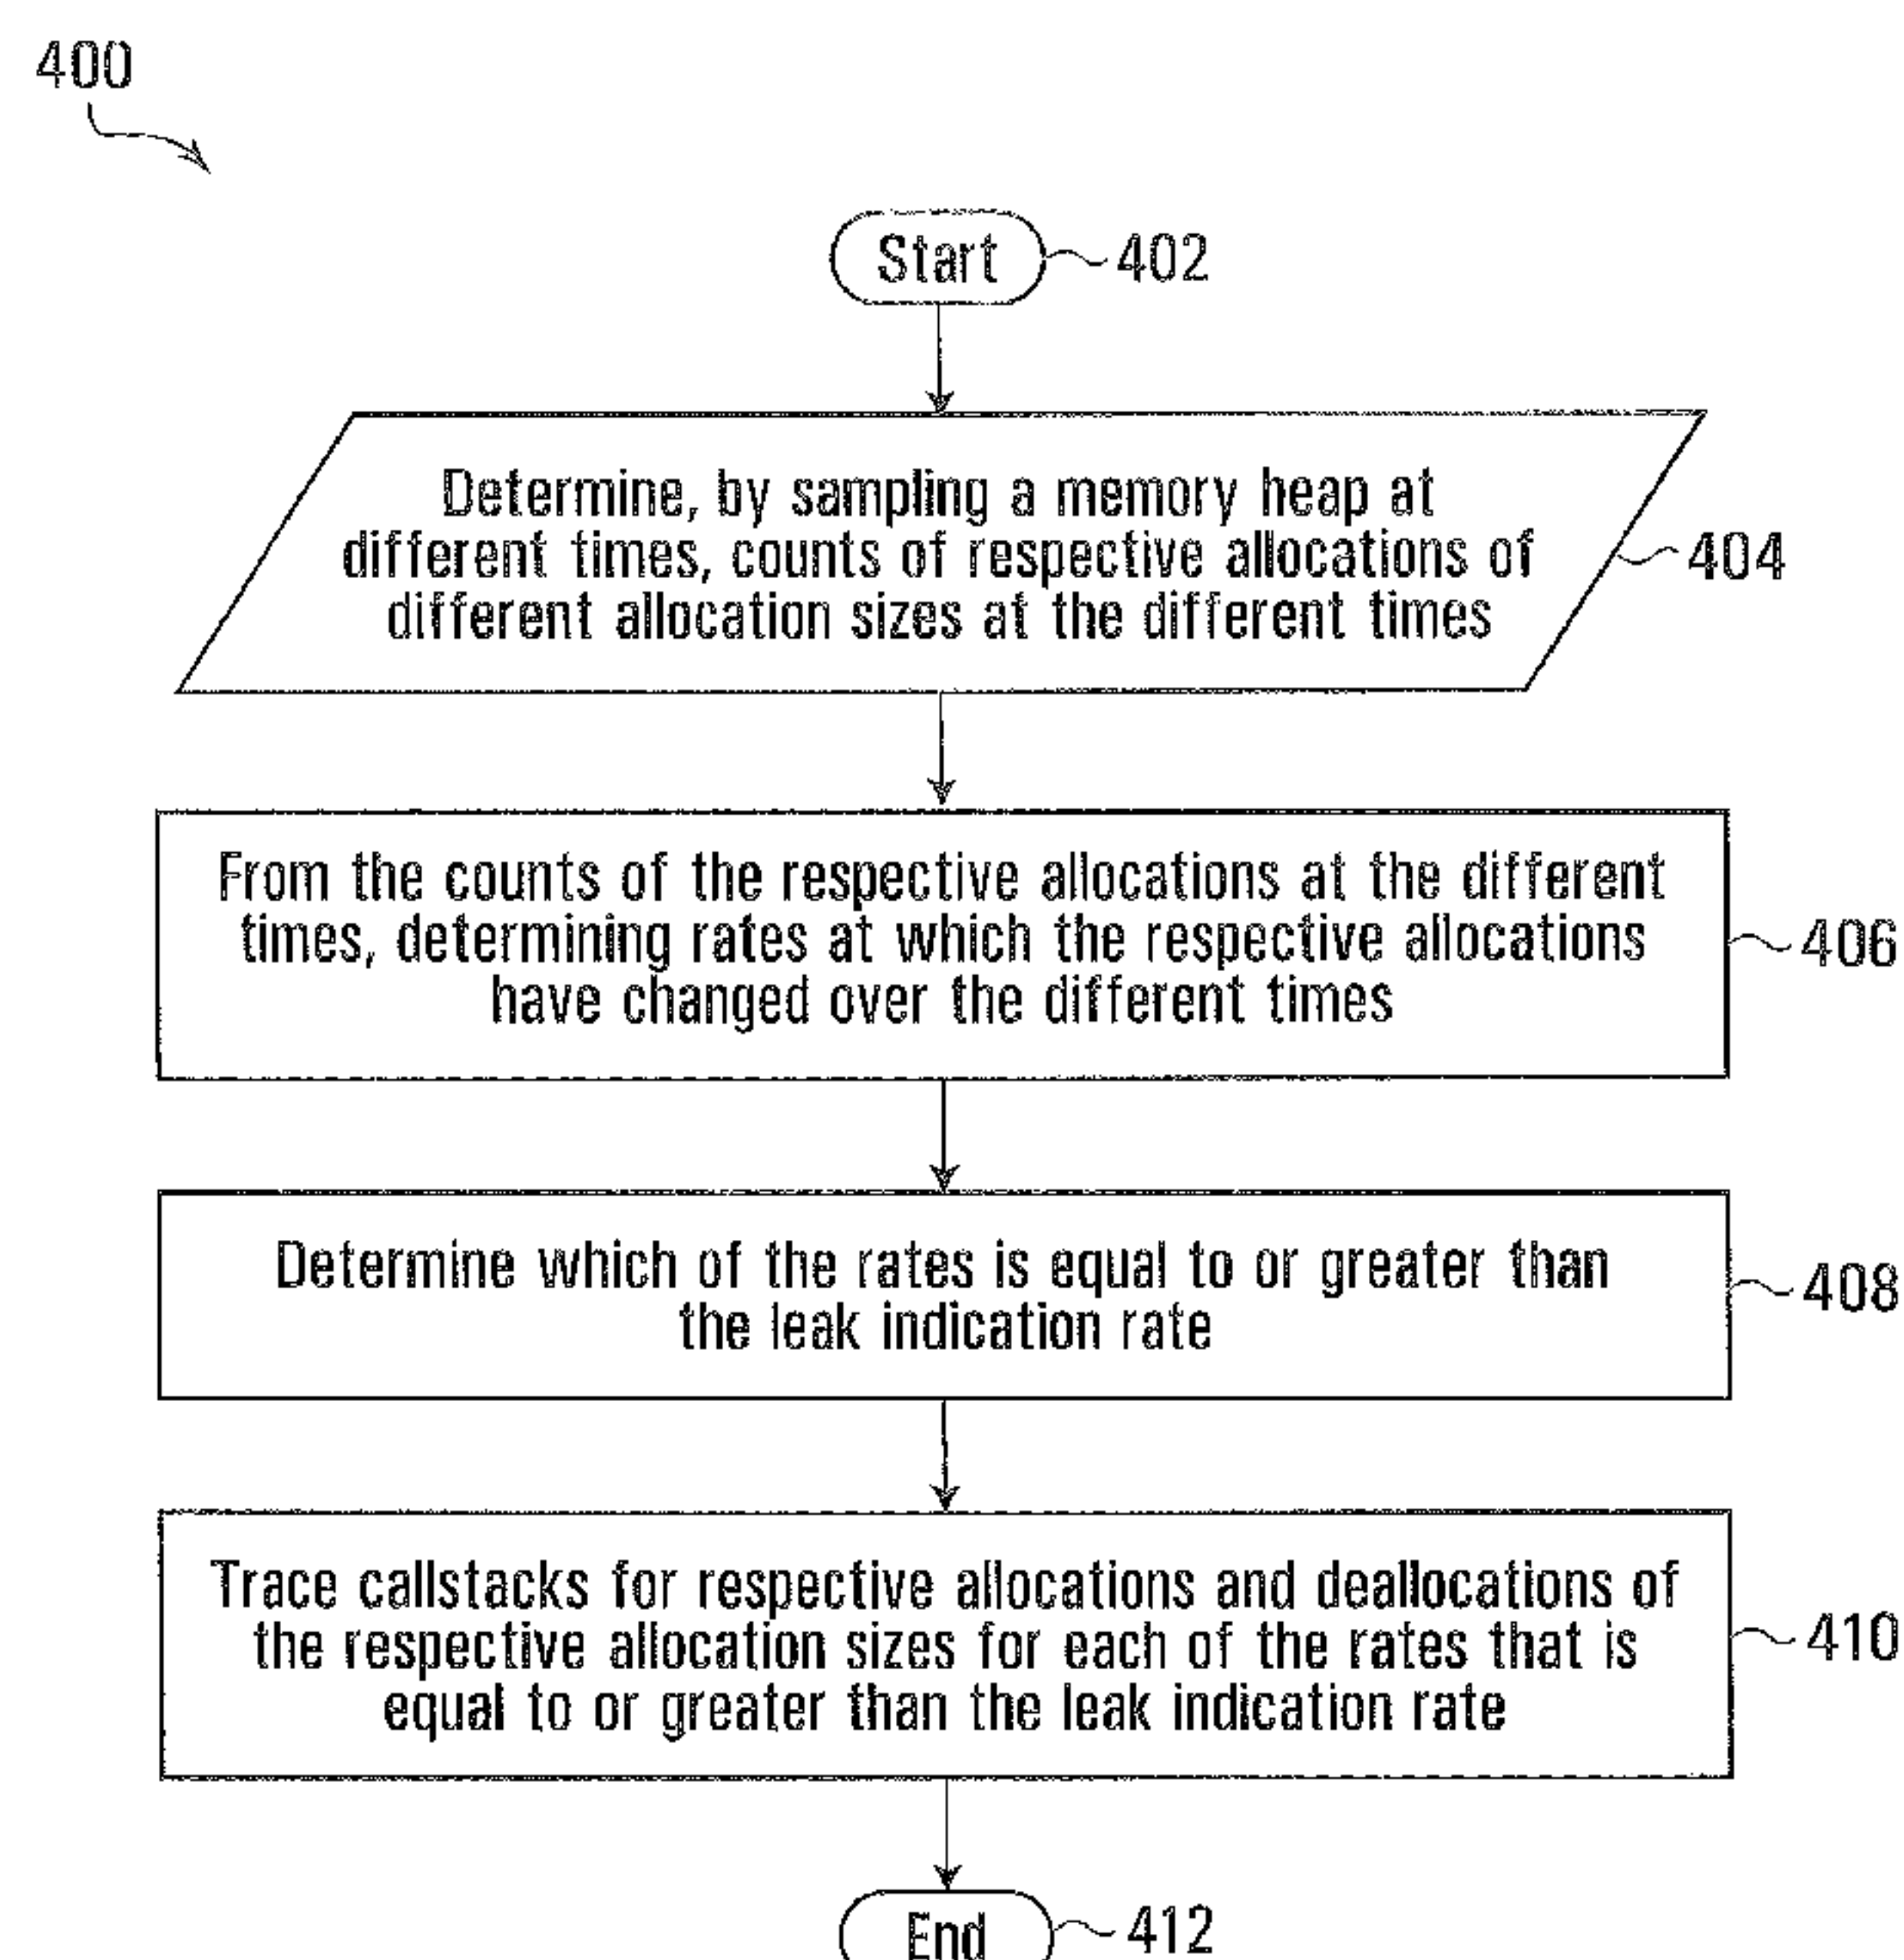 400
Start
402
Determine, by sampling a memory heap at
different times, counts of respective allocations of
different allocation sizes at the different times
404
From the counts of the respective allocations at the different
times, determining rates at which the respective allocations
have changed over the different times
406
Determine which of the rates is equal to or greater than
the leak indication rate
408
Trace callstacks for respective allocations and deallocations of
the respective allocation sizes for each of the rates that is
equal to or greater than the leak indication rate
410
End
412